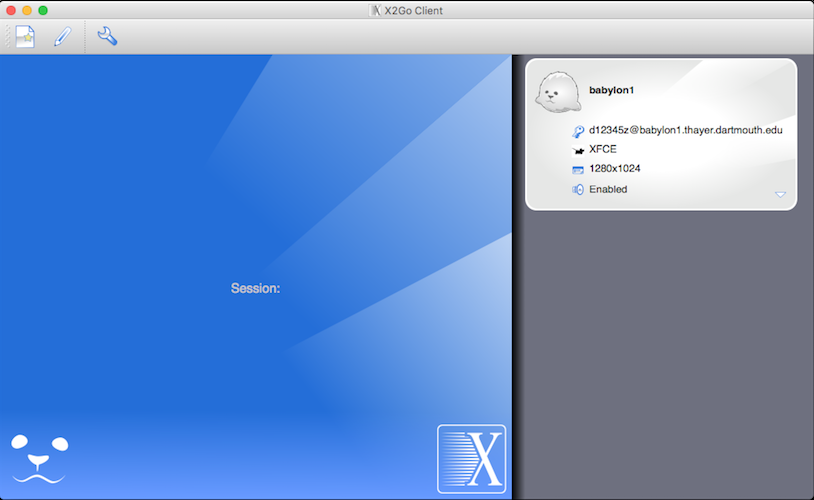 X2Go Client
Session:
babylon1
d12345z@babylon1.thayer.dartmouth.edu
XFCE
1280x1024
Enabled
X